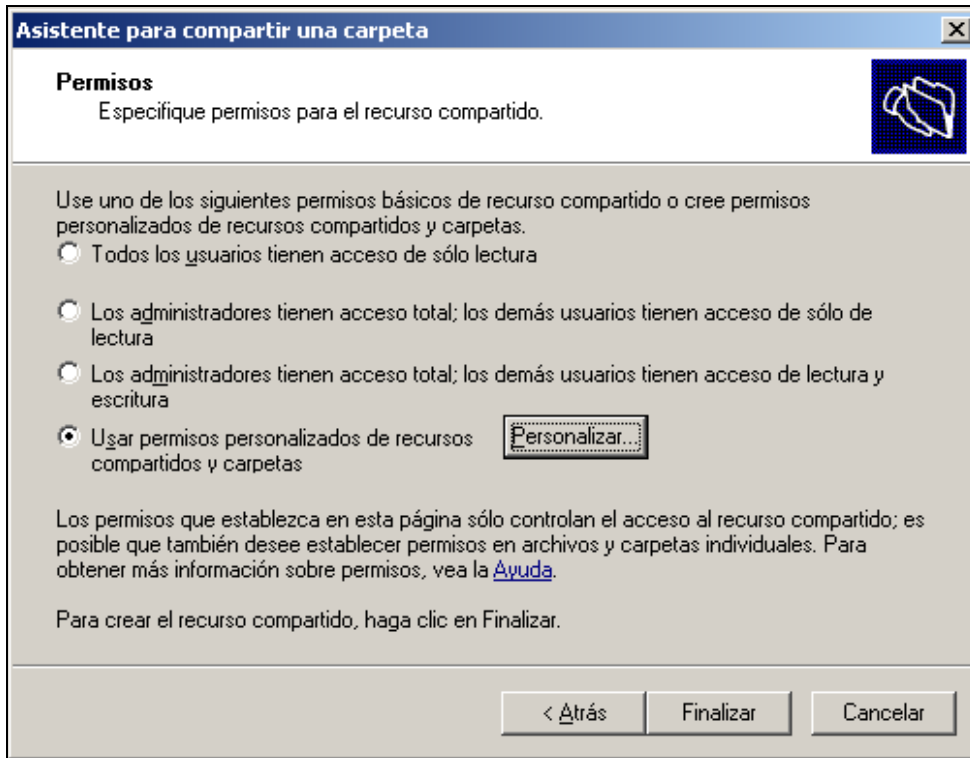 Asistente para compartir una carpeta
Permisos
Especifique permisos para el recurso compartido.
Use uno de los siguientes permisos básicos de recurso compartido o cree permisos
personalizados de recursos compartidos y carpetas.
Todos los usuarios tienen acceso de sólo lectura
Los administradores tienen acceso total; los demás usuarios tienen acceso de sólo de
lectura
Los administradores tienen acceso total; los demás usuarios tienen acceso de lectura y
escritura
Usar permisos personalizados de recursos
compartidos y carpetas
Personalizar...
Los permisos que establezca en esta página sólo controlan el acceso al recurso compartido; es
posible que también desee establecer permisos en archivos y carpetas individuales. Para
obtener más información sobre permisos, vea la Ayuda.
Para crear el recurso compartido, haga clic en Finalizar.
< Atrás
Finalizar
Cancelar